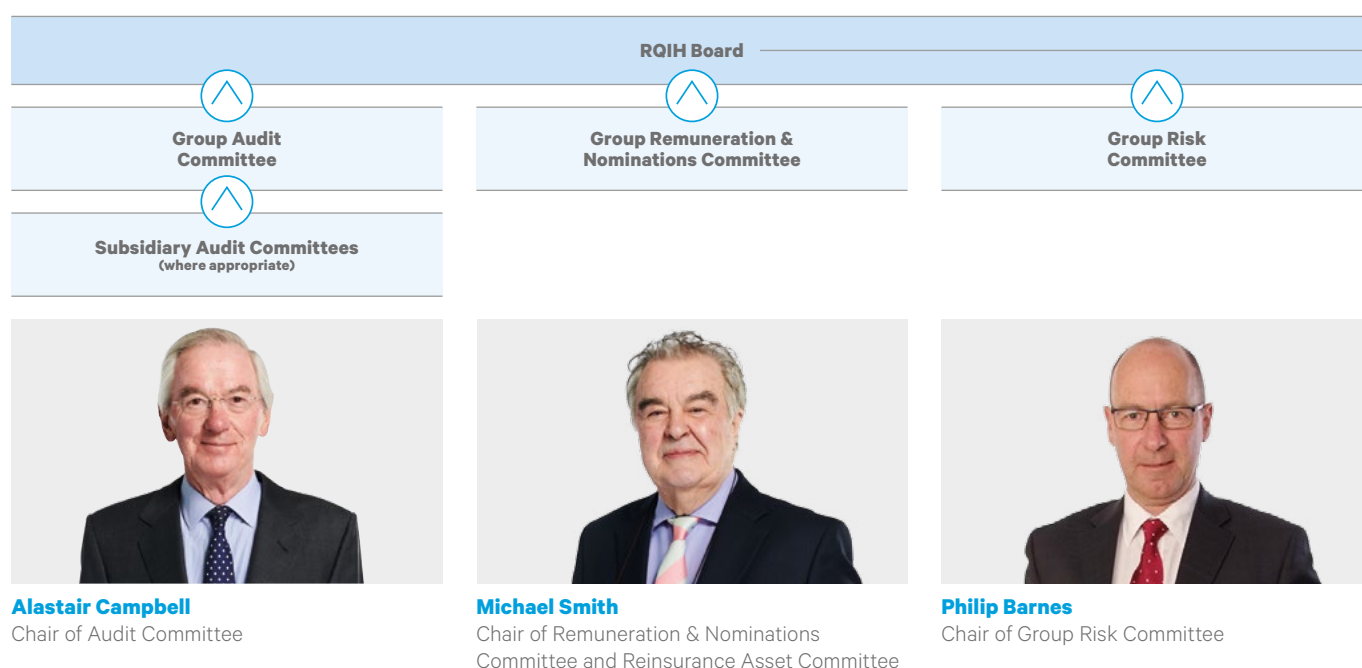 RQIH Board
Group Audit
Committee
Group Remuneration &
Nominations Committee
Group Risk
Committee
Subsidiary Audit Committees
(where appropriate)
Alastair Campbell
Chair of Audit Committee
Michael Smith
Chair of Remuneration & Nominations
Committee and Reinsurance Asset Committee
Philip Barnes
Chair of Group Risk Committee